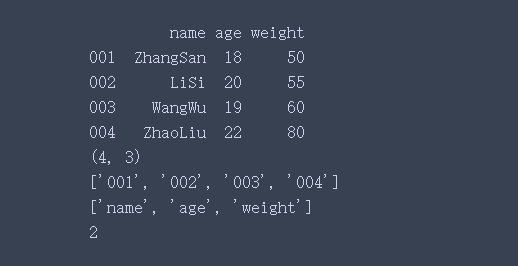 name age weight
001 ZhangSan 18 50
002 LiSi 20 55
003 WangWu 19 60
004 ZhaoLiu 22 80
(4, 3)
['001', '002', '003', '004']
['name', 'age', 'weight']
2